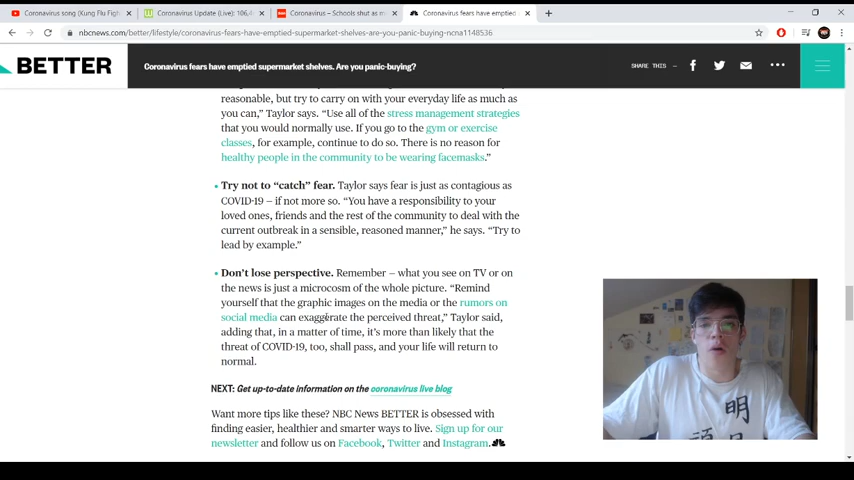 Coronavirus song (Kung Flu Figh
Coronavirus Update (Live): 106,4
Coronavirus – Schools shut as m
Coronavirus fears have emptied
nbcnews.com/better/lifestyle/coronavirus-fears-have-emptied-supermarket-shelves-are-you-panic-buying-ncna1148536
BETTER
Coronavirus fears have emptied supermarket shelves. Are you panic-buying?
SHARE THIS —
reasonable, but try to carry on with your everyday life as much as
you can,” Taylor says. “Use all of the stress management strategies
that you would normally use. If you go to the gym or exercise
classes, for example, continue to do so. There is no reason for
healthy people in the community to be wearing facemasks.”
Try not to “catch” fear. Taylor says fear is just as contagious as
COVID-19 — if not more so. “You have a responsibility to your
loved ones, friends and the rest of the community to deal with the
current outbreak in a sensible, reasoned manner,” he says. “Try to
lead by example.”
Don’t lose perspective. Remember — what you see on TV or on
the news is just a microcosm of the whole picture. “Remind
yourself that the graphic images on the media or the rumors on
social media can exaggerate the perceived threat,” Taylor said,
adding that, in a matter of time, it’s more than likely that the
threat of COVID-19, too, shall pass, and your life will return to
normal.
NEXT: Get up-to-date information on the coronavirus live blog
Want more tips like these? NBC News BETTER is obsessed with
finding easier, healthier and smarter ways to live. Sign up for our
newsletter and follow us on Facebook, Twitter and Instagram.
明